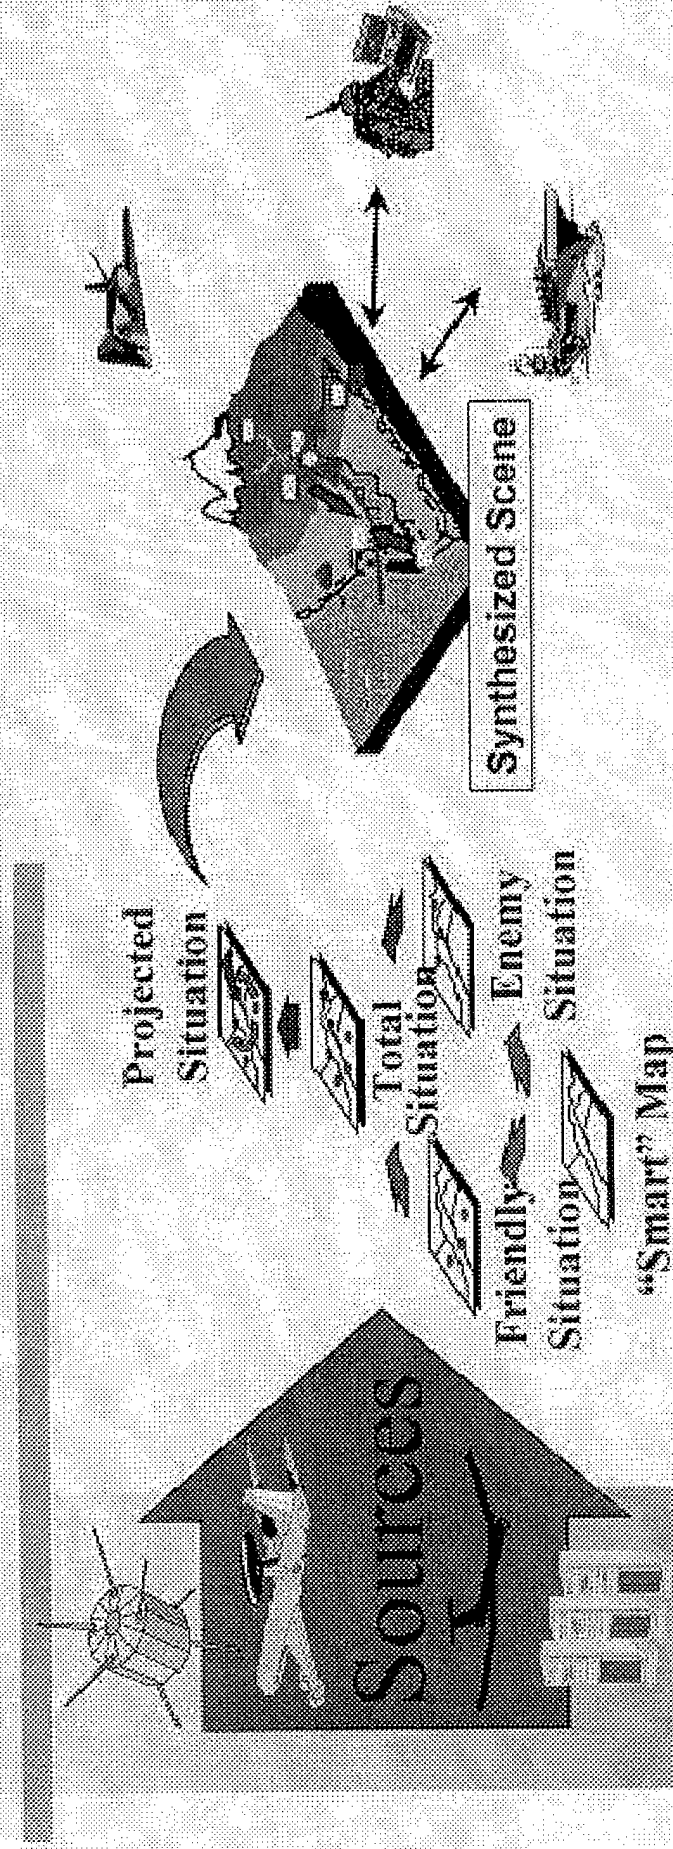 Sources
Projected
Situation
Total
Situation
Friendly
Situation
Enemy
Situation
“Smart” Map
Synthesized Scene